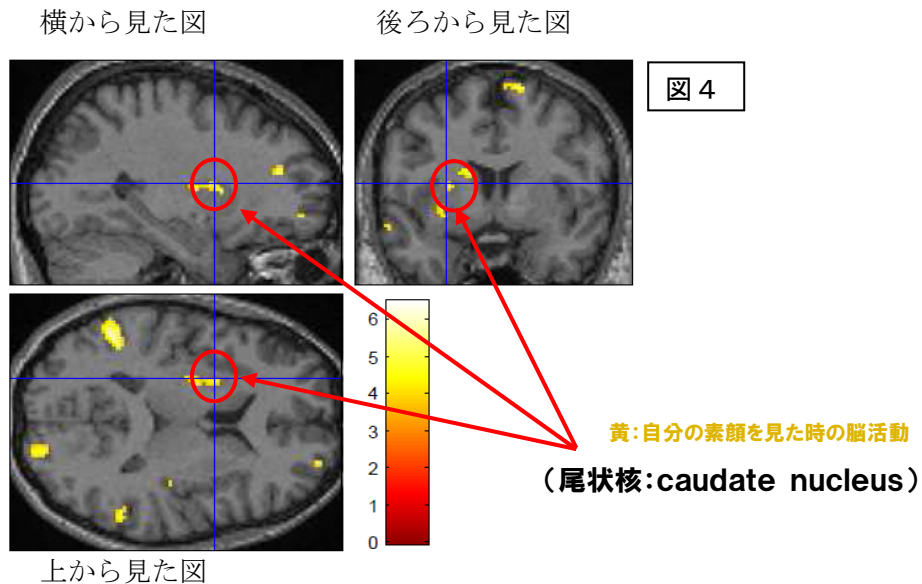 横から見た図
後ろから見た図
図４
6
5
4
3
2
1
0
黄：自分の素顔を見た時の脳活動
（尾状核：caudate nucleus）
上から見た図